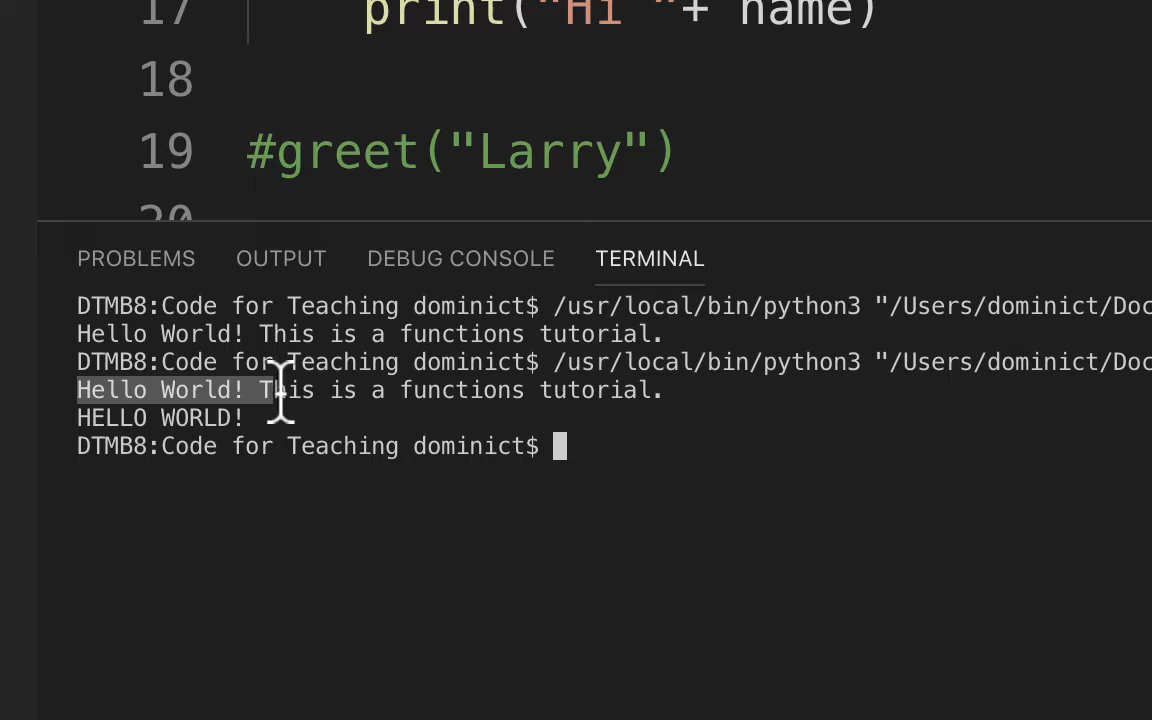 17 print("Hi "+ name)
18
19 #greet("Larry")
20
PROBLEMS OUTPUT DEBUG CONSOLE TERMINAL
DTMB8:Code for Teaching dominict$ /usr/local/bin/python3 "/Users/dominict/Doc
Hello World! This is a functions tutorial.
DTMB8:Code for Teaching dominict$ /usr/local/bin/python3 "/Users/dominict/Doc
Hello World! This is a functions tutorial.
HELLO WORLD!
DTMB8:Code for Teaching dominict$